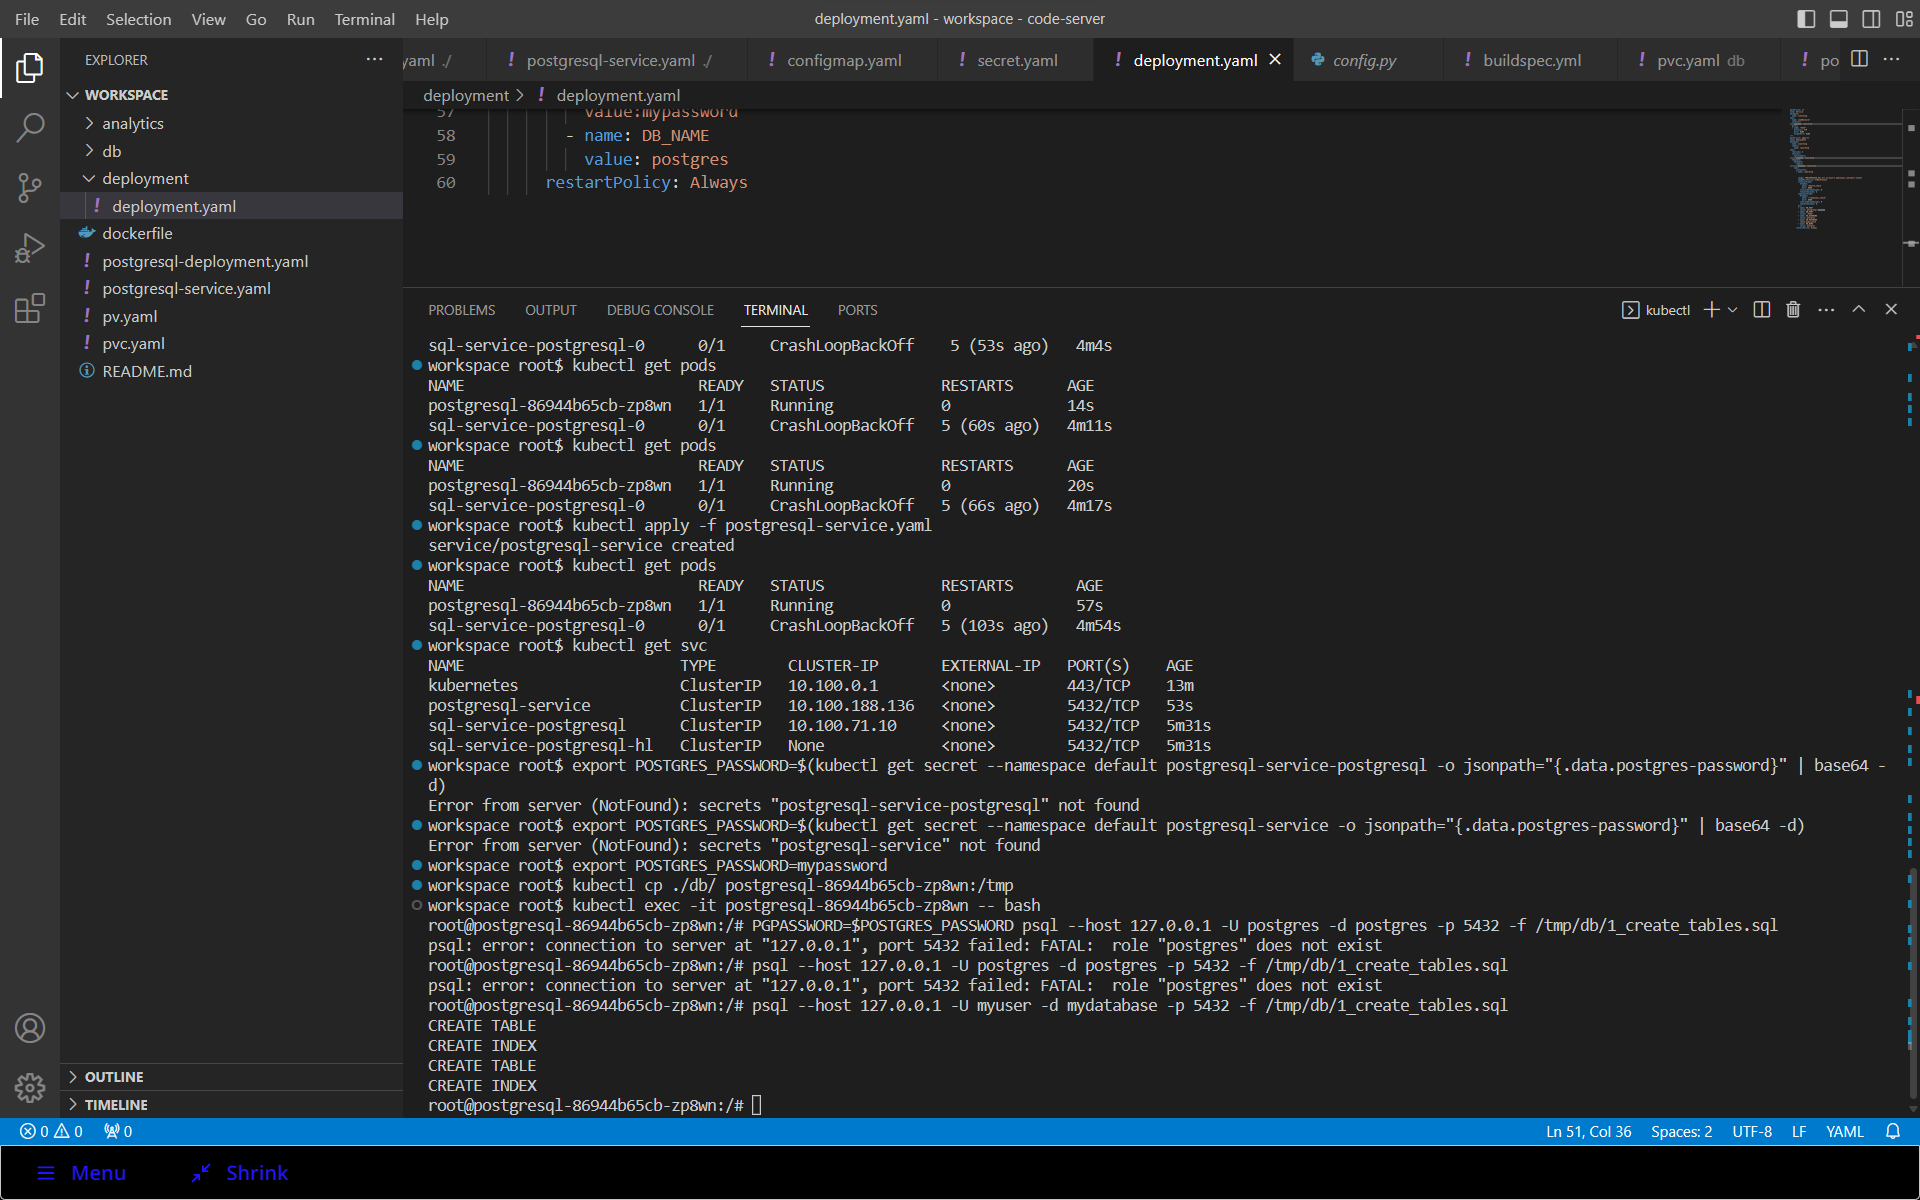 File Edit Selection View Go Run Terminal Help
deployment.yaml - workspace - code-server
EXPLORER
yaml ./
postgresql-service.yaml ./
configmap.yaml
secret.yaml
deployment.yaml
config.py
buildspec.yml
pvc.yaml db
po
WORKSPACE
analytics
db
deployment
deployment.yaml
dockerfile
postgresql-deployment.yaml
postgresql-service.yaml
pv.yaml
pvc.yaml
README.md
OUTLINE
TIMELINE
deployment > deployment.yaml
57 value:mypassword
58 - name: DB_NAME
59 value: postgres
60 restartPolicy: Always
PROBLEMS OUTPUT DEBUG CONSOLE TERMINAL PORTS
kubectl
sql-service-postgresql-0 0/1 CrashLoopBackOff 5 (53s ago) 4m4s
workspace root$ kubectl get pods
NAME READY STATUS RESTARTS AGE
postgresql-86944b65cb-zp8wn 1/1 Running 0 14s
sql-service-postgresql-0 0/1 CrashLoopBackOff 5 (60s ago) 4m11s
workspace root$ kubectl get pods
NAME READY STATUS RESTARTS AGE
postgresql-86944b65cb-zp8wn 1/1 Running 0 20s
sql-service-postgresql-0 0/1 CrashLoopBackOff 5 (66s ago) 4m17s
workspace root$ kubectl apply -f postgresql-service.yaml
service/postgresql-service created
workspace root$ kubectl get pods
NAME READY STATUS RESTARTS AGE
postgresql-86944b65cb-zp8wn 1/1 Running 0 57s
sql-service-postgresql-0 0/1 CrashLoopBackOff 5 (103s ago) 4m54s
workspace root$ kubectl get svc
NAME TYPE CLUSTER-IP EXTERNAL-IP PORT(S) AGE
kubernetes ClusterIP 10.100.0.1 <none> 443/TCP 13m
postgresql-service ClusterIP 10.100.188.136 <none> 5432/TCP 53s
sql-service-postgresql ClusterIP 10.100.71.10 <none> 5432/TCP 5m31s
sql-service-postgresql-hl ClusterIP None <none> 5432/TCP 5m31s
workspace root$ export POSTGRES_PASSWORD=$(kubectl get secret --namespace default postgresql-service-postgresql -o jsonpath="{.data.postgres-password}" | base64 -
d)
Error from server (NotFound): secrets "postgresql-service-postgresql" not found
workspace root$ export POSTGRES_PASSWORD=$(kubectl get secret --namespace default postgresql-service -o jsonpath="{.data.postgres-password}" | base64 -d)
Error from server (NotFound): secrets "postgresql-service" not found
workspace root$ export POSTGRES_PASSWORD=mypassword
workspace root$ kubectl cp ./db/ postgresql-86944b65cb-zp8wn:/tmp
workspace root$ kubectl exec -it postgresql-86944b65cb-zp8wn -- bash
root@postgresql-86944b65cb-zp8wn:/# PGPASSWORD=$POSTGRES_PASSWORD psql --host 127.0.0.1 -U postgres -d postgres -p 5432 -f /tmp/db/1_create_tables.sql
psql: error: connection to server at "127.0.0.1", port 5432 failed: FATAL:  role "postgres" does not exist
root@postgresql-86944b65cb-zp8wn:/# psql --host 127.0.0.1 -U postgres -d postgres -p 5432 -f /tmp/db/1_create_tables.sql
psql: error: connection to server at "127.0.0.1", port 5432 failed: FATAL:  role "postgres" does not exist
root@postgresql-86944b65cb-zp8wn:/# psql --host 127.0.0.1 -U myuser -d mydatabase -p 5432 -f /tmp/db/1_create_tables.sql
CREATE TABLE
CREATE INDEX
CREATE TABLE
CREATE INDEX
root@postgresql-86944b65cb-zp8wn:/#
0 0 0
Ln 51, Col 36 Spaces: 2 UTF-8 LF YAML
Menu Shrink